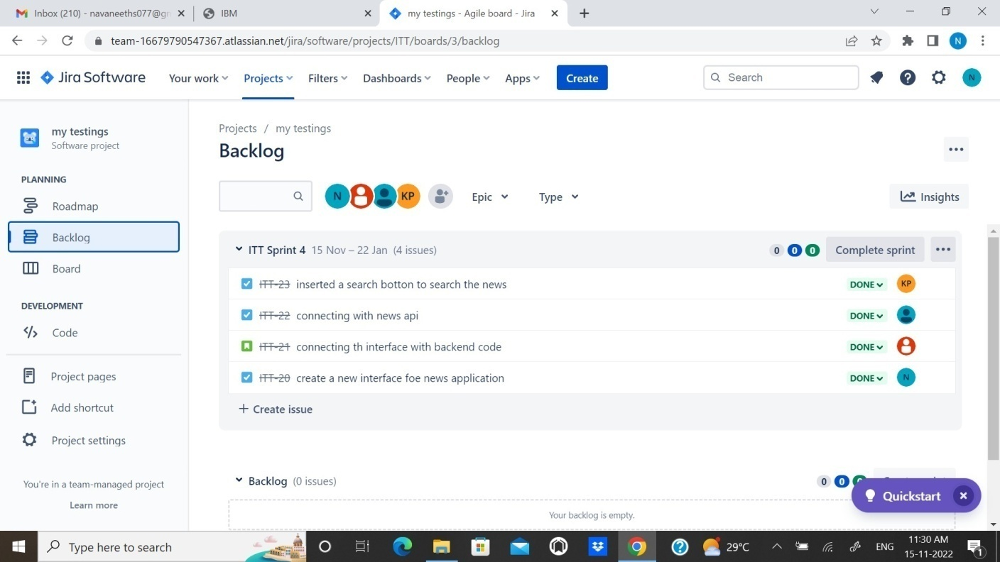 Inbox (210) - navaneeths077@gn
IBM
my testings - Agile board - Jira
team-16679790547367.atlassian.net/jira/software/projects/ITT/boards/3/backlog
N
Jira Software
Your work
Projects
Filters
Dashboards
People
Apps
Create
Search
N
my testings
Software project
PLANNING
Roadmap
Backlog
Board
DEVELOPMENT
Code
Project pages
Add shortcut
Project settings
You're in a team-managed project
Learn more
Projects / my testings
Backlog
N KP
Epic
Type
Insights
ITT Sprint 4 15 Nov – 22 Jan (4 issues) 0 0 0 Complete sprint
ITT-23 inserted a search botton to search the news DONE KP
ITT-22 connecting with news api DONE
ITT-21 connecting th interface with backend code DONE
ITT-20 create a new interface foe news application DONE N
+ Create issue
Backlog (0 issues) 0 0
Quickstart
Your backlog is empty.
Type here to search
29°C
ENG
11:30 AM
15-11-2022
1